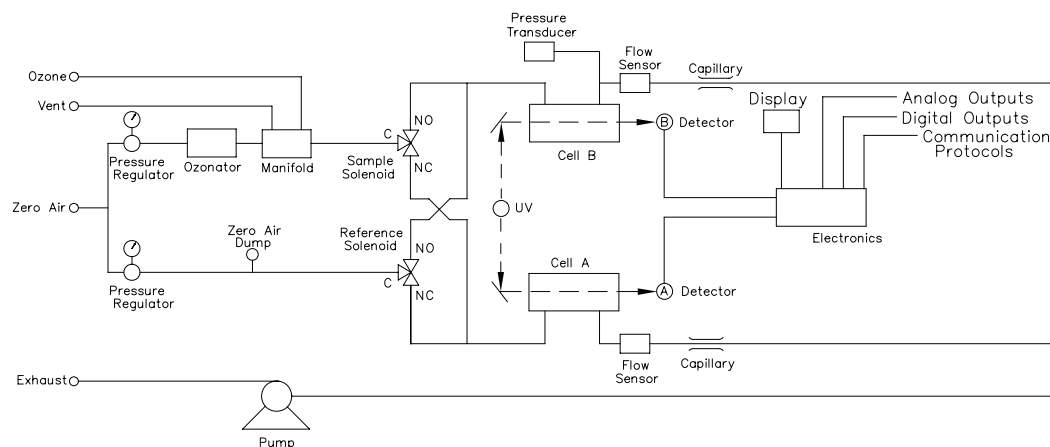 Pressure
Transducer
Flow
Sensor
Capillary
Ozone
Vent
Display
Analog Outputs
Digital Outputs
Communication
Protocols
C
NO
NC
B
Detector
Pressure
Regulator
Ozonator
Manifold
Sample
Solenoid
Cell B
Zero Air
UV
Zero Air
Dump
Reference
Solenoid
NO
Electronics
Cell A
C
NC
A
Detector
Pressure
Regulator
Flow
Sensor
Capillary
Exhaust
Pump